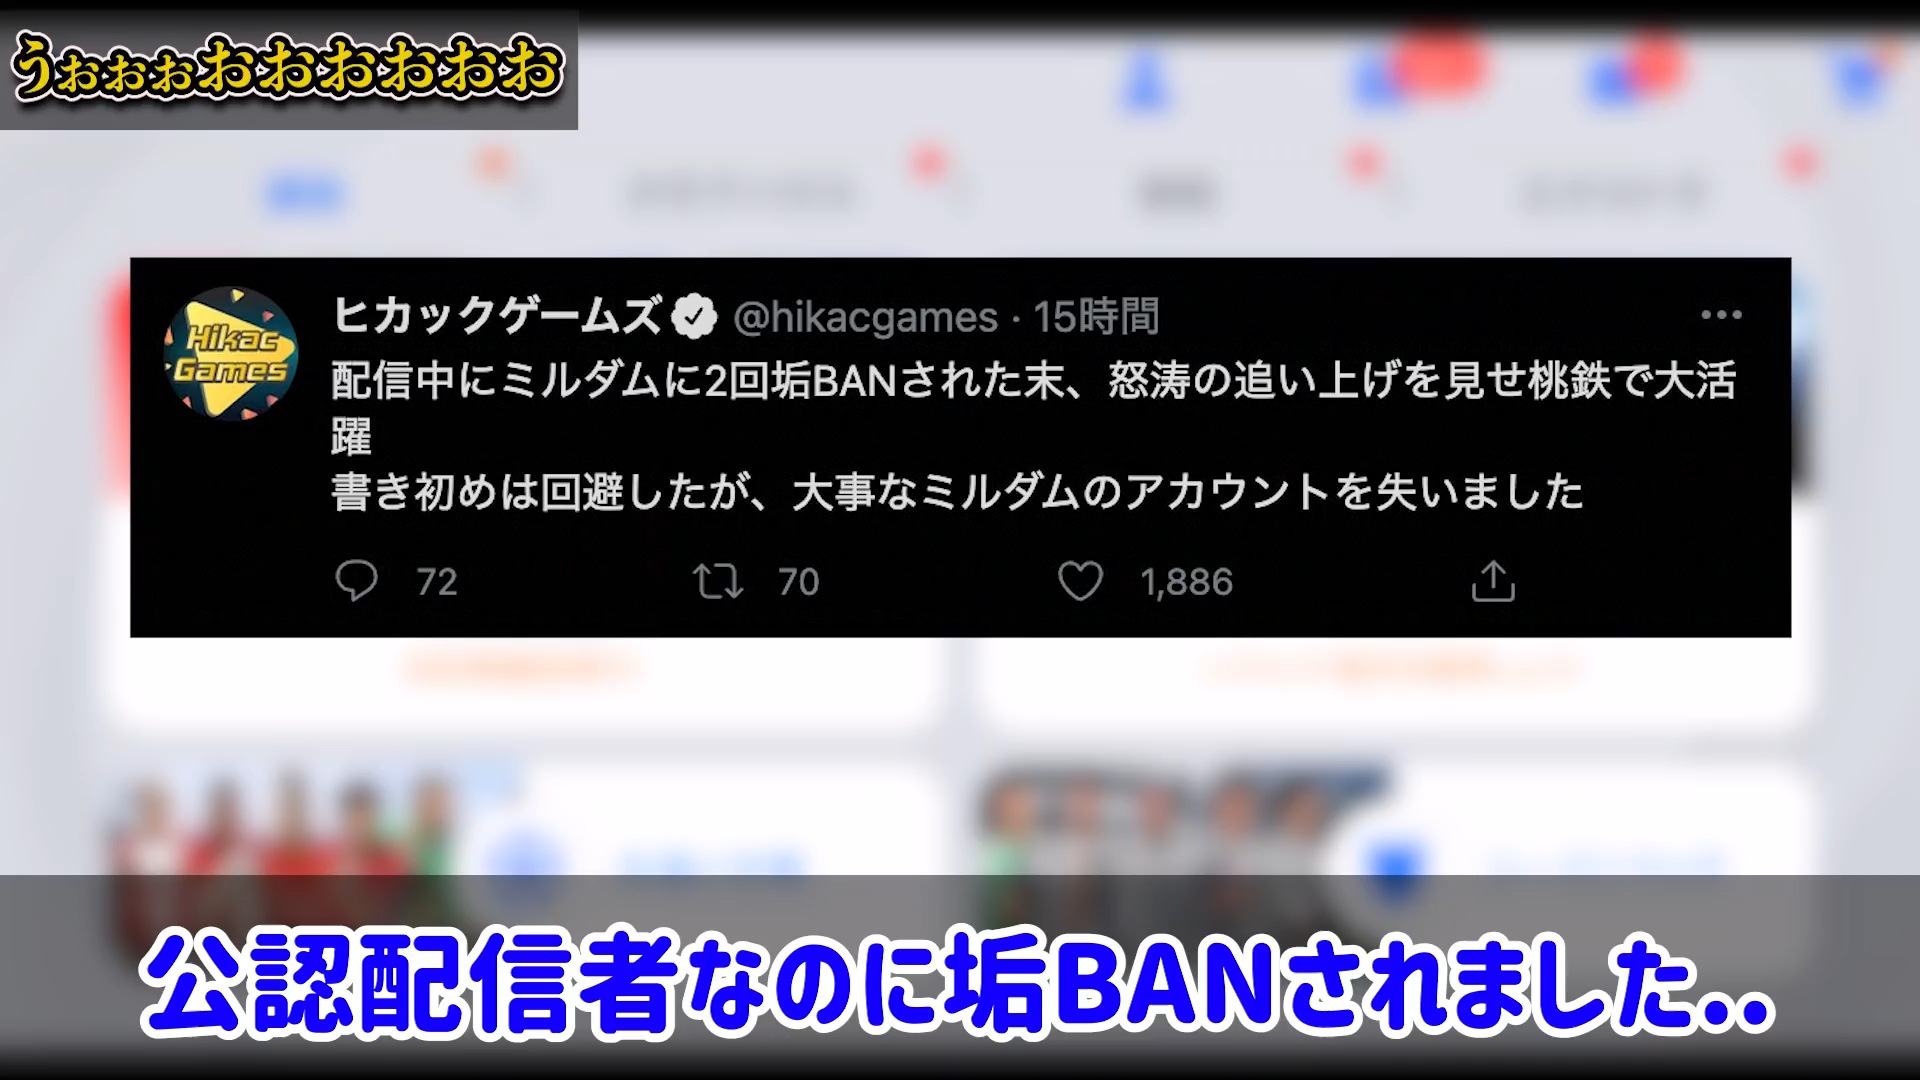 うぉぉぉおおおおおお
Hikac
Games
ヒカックゲームズ @hikacgames · 15時間
配信中にミルダムに2回垢BANされた末、怒涛の追い上げを見せ桃鉄で大活
躍
書き初めは回避したが、大事なミルダムのアカウントを失いました
72 70 1,886
公認配信者なのに垢BANされました..